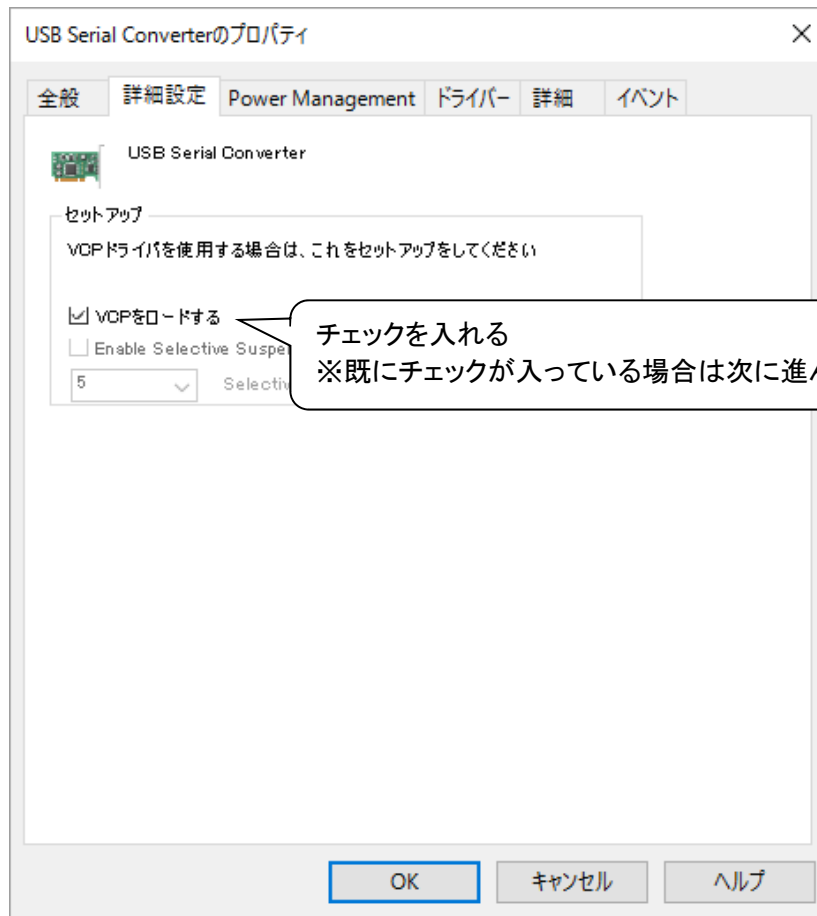 USB Serial Converterのプロパティ
全般 詳細設定 Power Management ドライバー 詳細 イベント
USB Serial Converter
セットアップ
VCPドライバを使用する場合は、これをセットアップをしてください
VCPをロードする
チェックを入れる
Enable Selective
※既にチェックが入っている場合は次に進
5
OK キャンセル ヘルプ